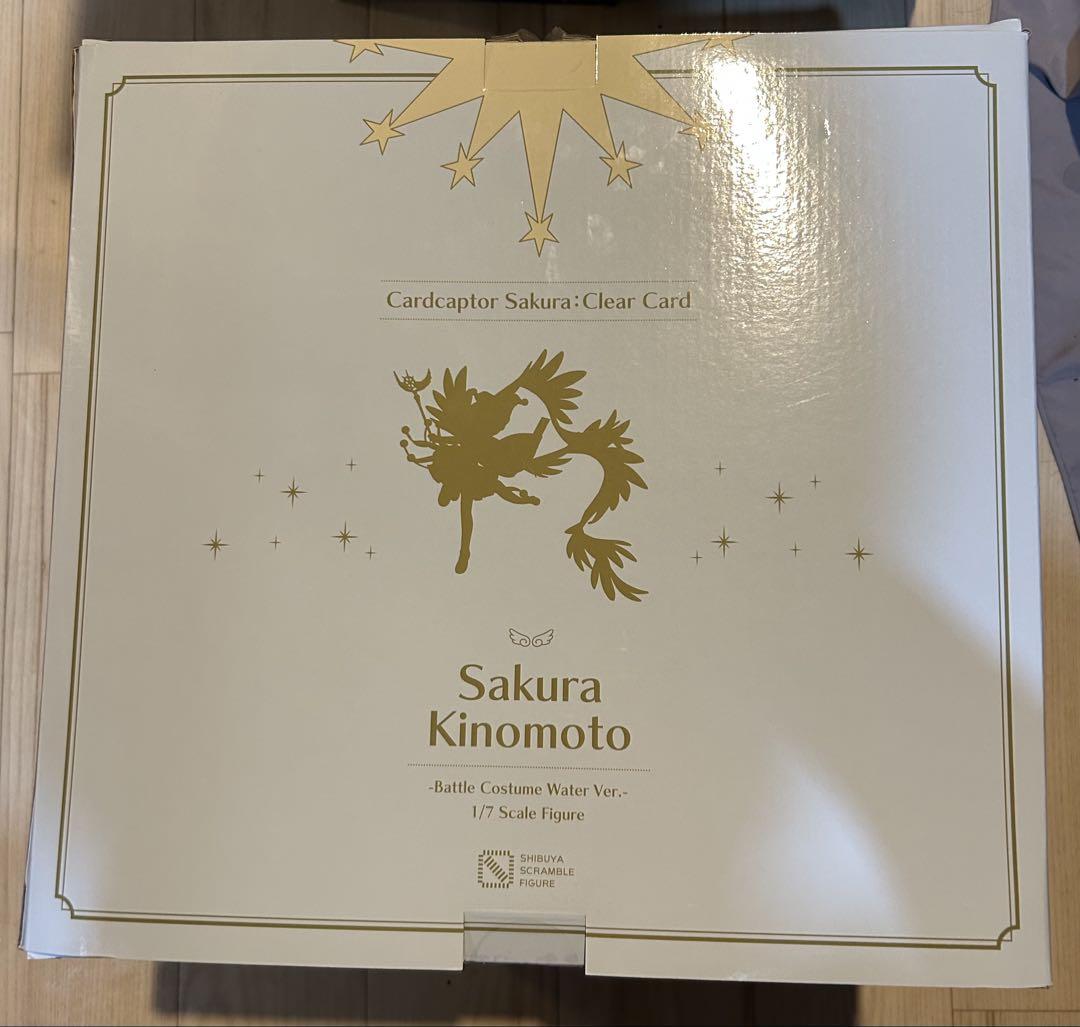 Cardcaptor Sakura:Clear Card
Sakura
Kinomoto
-Battle Costume Water Ver.-
1/7 Scale Figure
SHIBUYA
SCRAMBLE
FIGURE